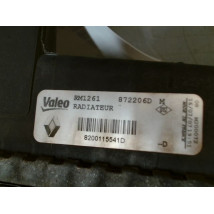 Valeo RM1261 872206D M
RADIATEUR
8200115541D -D